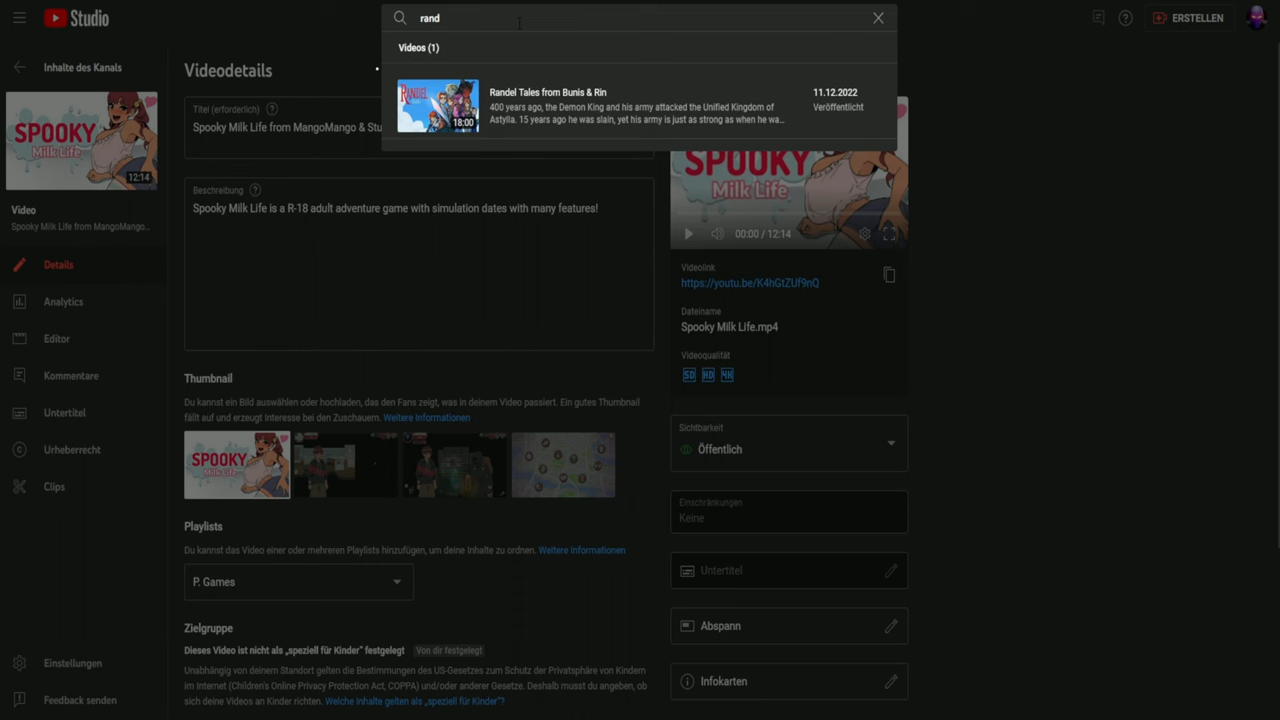 Studio
rand
ERSTELLEN
Videos (1)
Inhalte des Kanals
Videodetails
RANDEL
18:00
Randel Tales from Bunis & Rin
11.12.2022
400 years ago, the Demon King and his army attacked the Unified Kingdom of
Veröffentlicht
Astylla. 15 years ago he was slain, yet his army is just as strong as when he wa...
SPOOKY
Milk Life
12:14
Titel (erforderlich)
Spooky Milk Life from MangoMango & Stu
SPOOKY
Milk Life
Video
Spooky Milk Life from MangoMango...
Beschreibung
Spooky Milk Life is a R-18 adult adventure game with simulation dates with many features!
00:00 / 12:14
Details
Analytics
Editor
Kommentare
Untertitel
Urheberrecht
Clips
Videolink
https://youtu.be/K4hGtZUf9nQ
Dateiname
Spooky Milk Life.mp4
Videoqualität
SD HD 4K
Thumbnail
Du kannst ein Bild auswählen oder hochladen, das den Fans zeigt, was in deinem Video passiert. Ein gutes Thumbnail
fällt auf und erzeugt Interesse bei den Zuschauern. Weitere Informationen
SPOOKY
Milk Life
Sichtbarkeit
Öffentlich
Einschränkungen
Keine
Playlists
Du kannst das Video einer oder mehreren Playlists hinzufügen, um deine Inhalte zu ordnen. Weitere Informationen
P. Games
Untertitel
Abspann
Infokarten
Zielgruppe
Dieses Video ist nicht als „speziell für Kinder" festgelegt Von dir festgelegt
Unabhängig von deinem Standort gelten die Bestimmungen des US-Gesetzes zum Schutz der Privatsphäre von Kindern
im Internet (Children's Online Privacy Protection Act, COPPA) und/oder anderer Gesetze. Deshalb musst du angeben, ob
sich deine Videos an Kinder richten. Welche Inhalte gelten als „speziell für Kinder"?
Einstellungen
Feedback senden